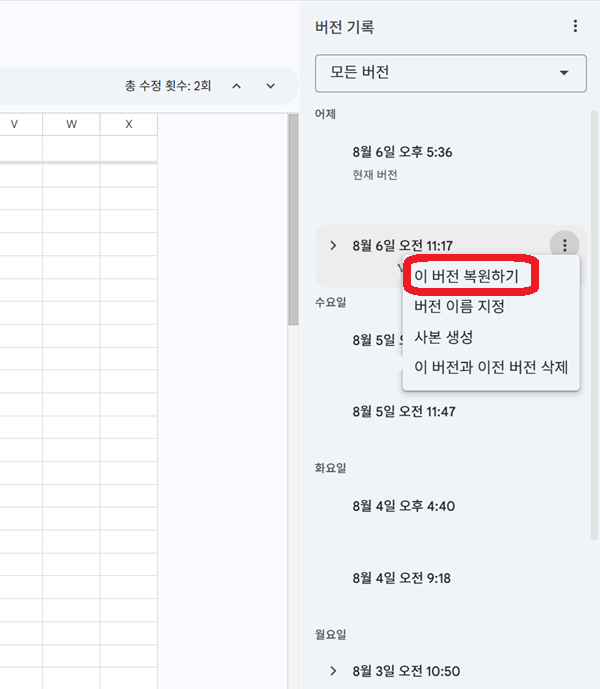 버전 기록
모든 버전
총 수정 횟수: 2회
V W X
어제
8월 6일 오후 5:36
현재 버전
8월 6일 오전 11:17
이 버전 복원하기
버전 이름 지정
사본 생성
이 버전과 이전 버전 삭제
수요일
8월 5일
8월 5일 오전 11:47
화요일
8월 4일 오후 4:40
8월 4일 오전 9:18
월요일
8월 3일 오전 10:50